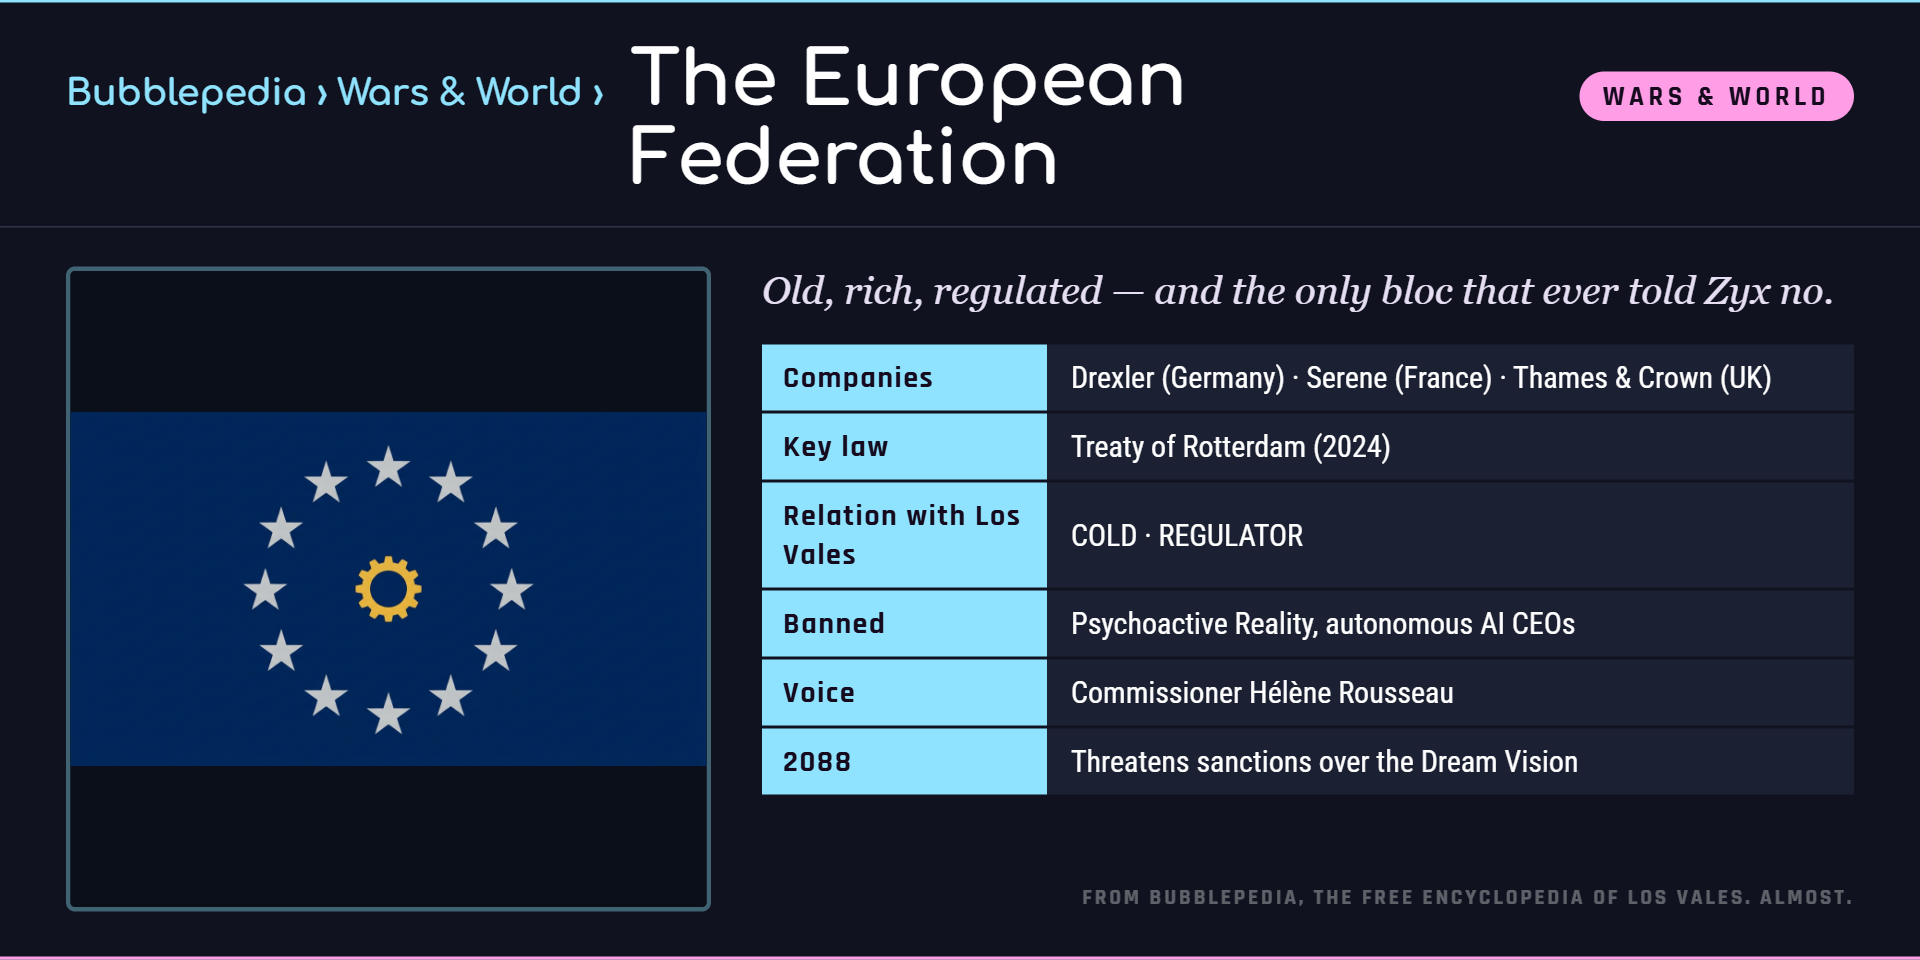 Bubblepedia › Wars & World ›
The European
Federation
WARS & WORLD
Old, rich, regulated — and the only bloc that ever told Zyx no.
Companies
Drexler (Germany) · Serene (France) · Thames & Crown (UK)
Key law
Treaty of Rotterdam (2024)
Relation with Los
Vales
COLD · REGULATOR
Banned
Psychoactive Reality, autonomous AI CEOs
Voice
Commissioner Hélène Rousseau
2088
Threatens sanctions over the Dream Vision
FROM BUBBLEPEDIA, THE FREE ENCYCLOPEDIA OF LOS VALES. ALMOST.